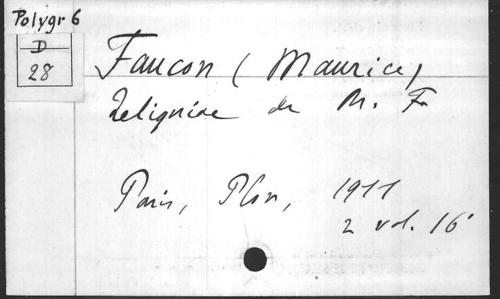 Polygr 6
D
28
Faucon (Maurice)
Reliquiae de M. F.
Paris, Plon, 1911
2 vol. 16°